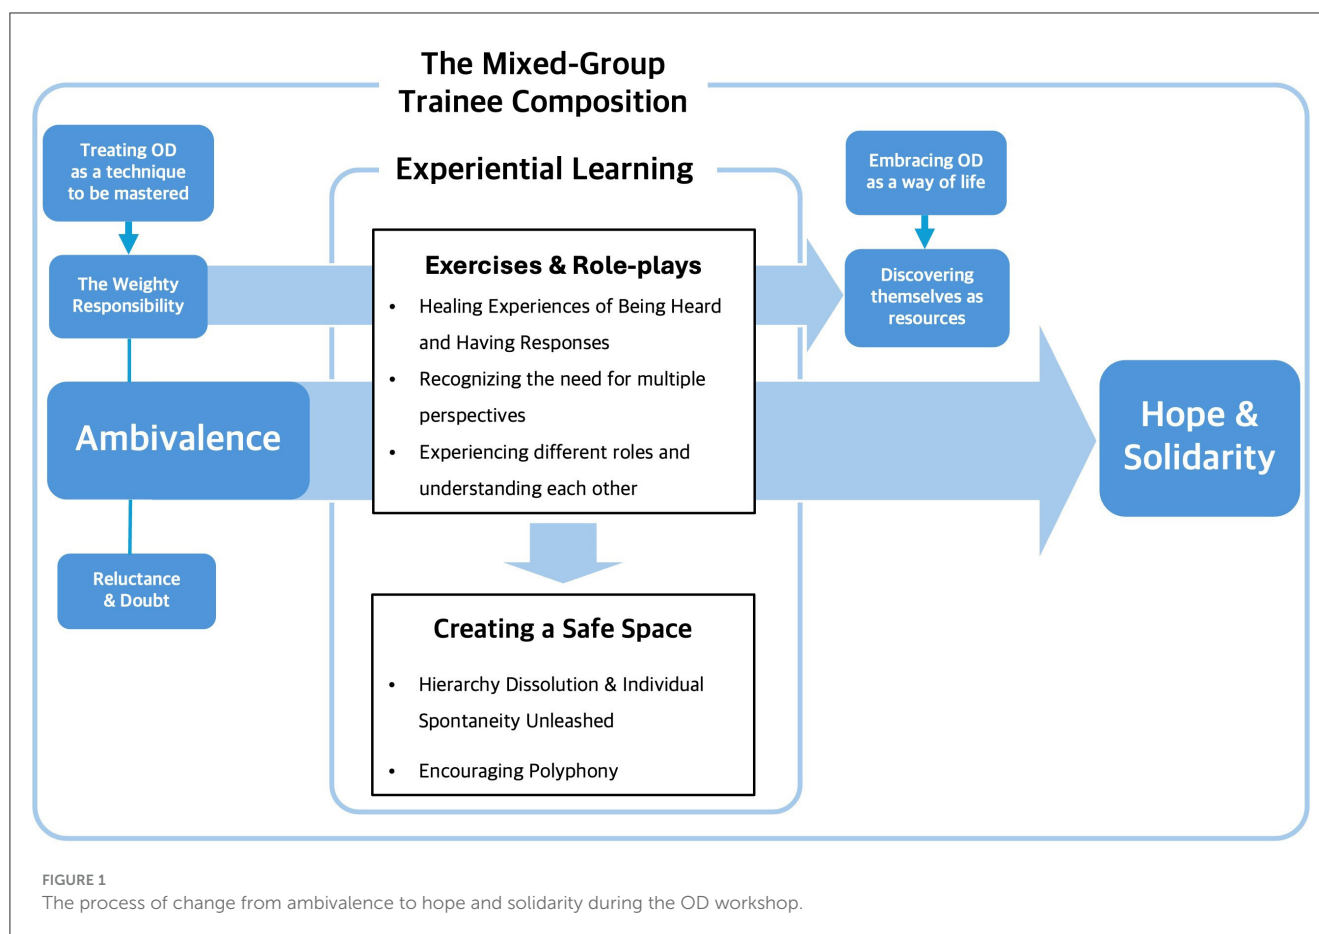 The Mixed-Group
Trainee Composition
Treating OD
as a technique
to be mastered
The Weighty
Responsibility
Ambivalence
Reluctance
& Doubt
Experiential Learning
Exercises & Role-plays
• Healing Experiences of Being Heard
and Having Responses
• Recognizing the need for multiple
perspectives
• Experiencing different roles and
understanding each other
Creating a Safe Space
• Hierarchy Dissolution & Individual
Spontaneity Unleashed
• Encouraging Polyphony
Embracing OD
as a way of life
Discovering
themselves as
resources
Hope &
Solidarity
FIGURE 1
The process of change from ambivalence to hope and solidarity during the OD workshop.